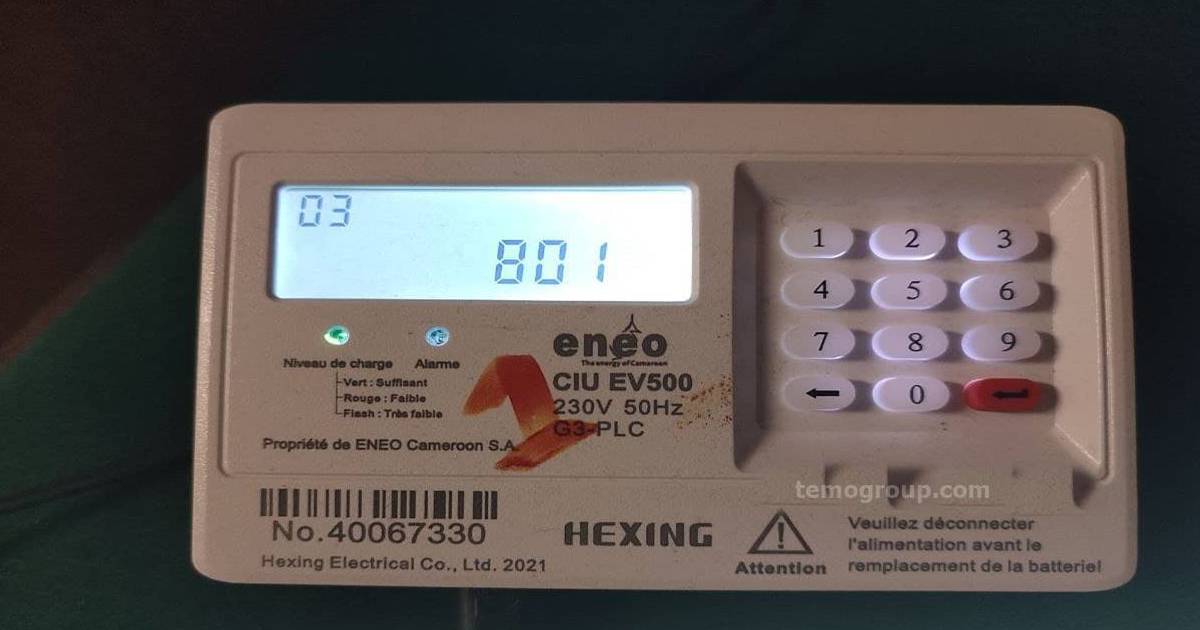 03
801
1 2 3
4 5 6
7 8 9
0
Niveau de charge
Alarme
Vert : Suffisant
Rouge : Faible
Flash : Très faible
eneo
The energy of Cameroon
CIU EV500
230V 50Hz
G3-PLC
Propriété de ENEO Cameroon S.A.
temogroup.com
No.40067330
HEXING
Hexing Electrical Co., Ltd. 2021
Attention
Veuillez déconnecter
l'alimentation avant le
remplacement de la batterie!